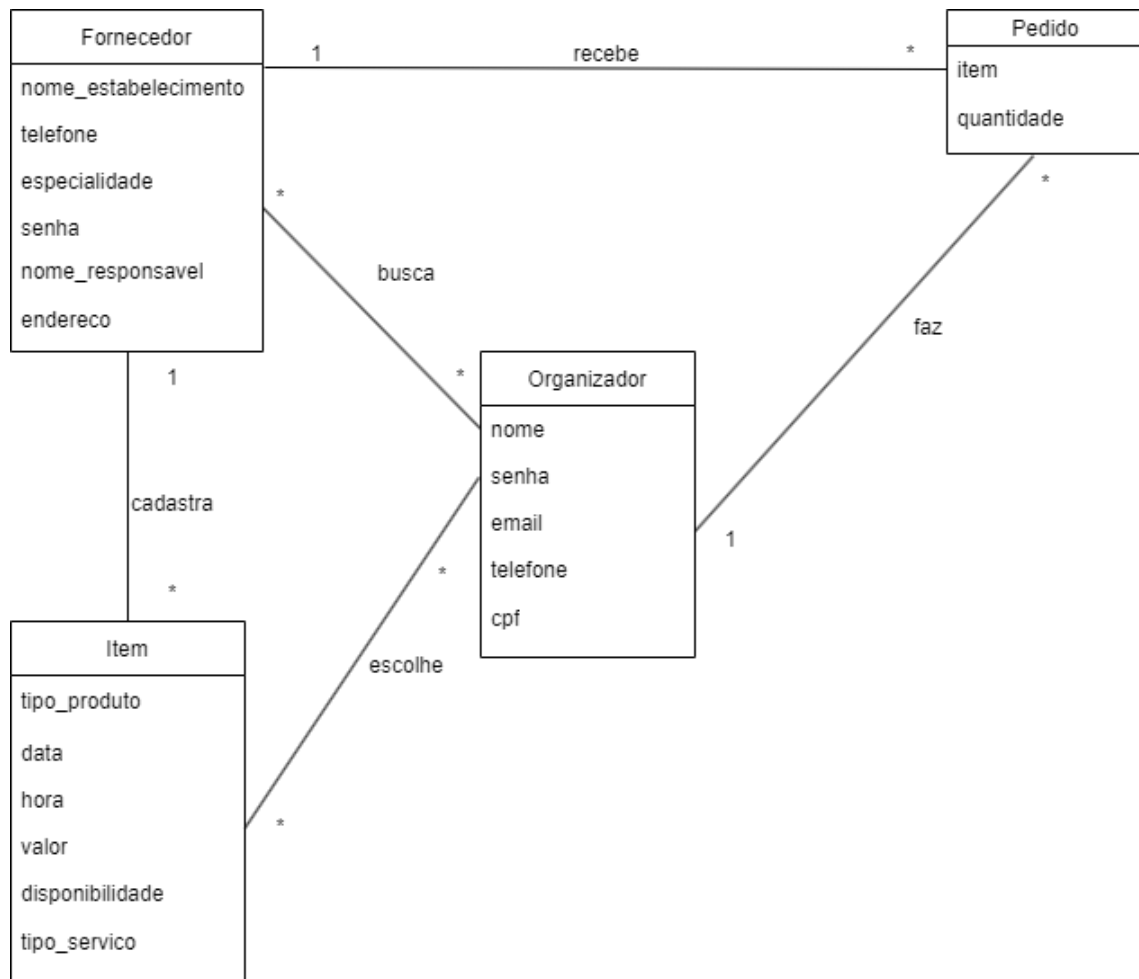 Fornecedor
nome_estabelecimento
telefone
especialidade
senha
nome_responsavel
endereco
1
recebe
*
Pedido
item
quantidade
*
*
busca
*
faz
1
1
cadastra
*
Organizador
nome
senha
email
telefone
cpf
*
escolhe
*
Item
tipo_produto
data
hora
valor
disponibilidade
tipo_servico